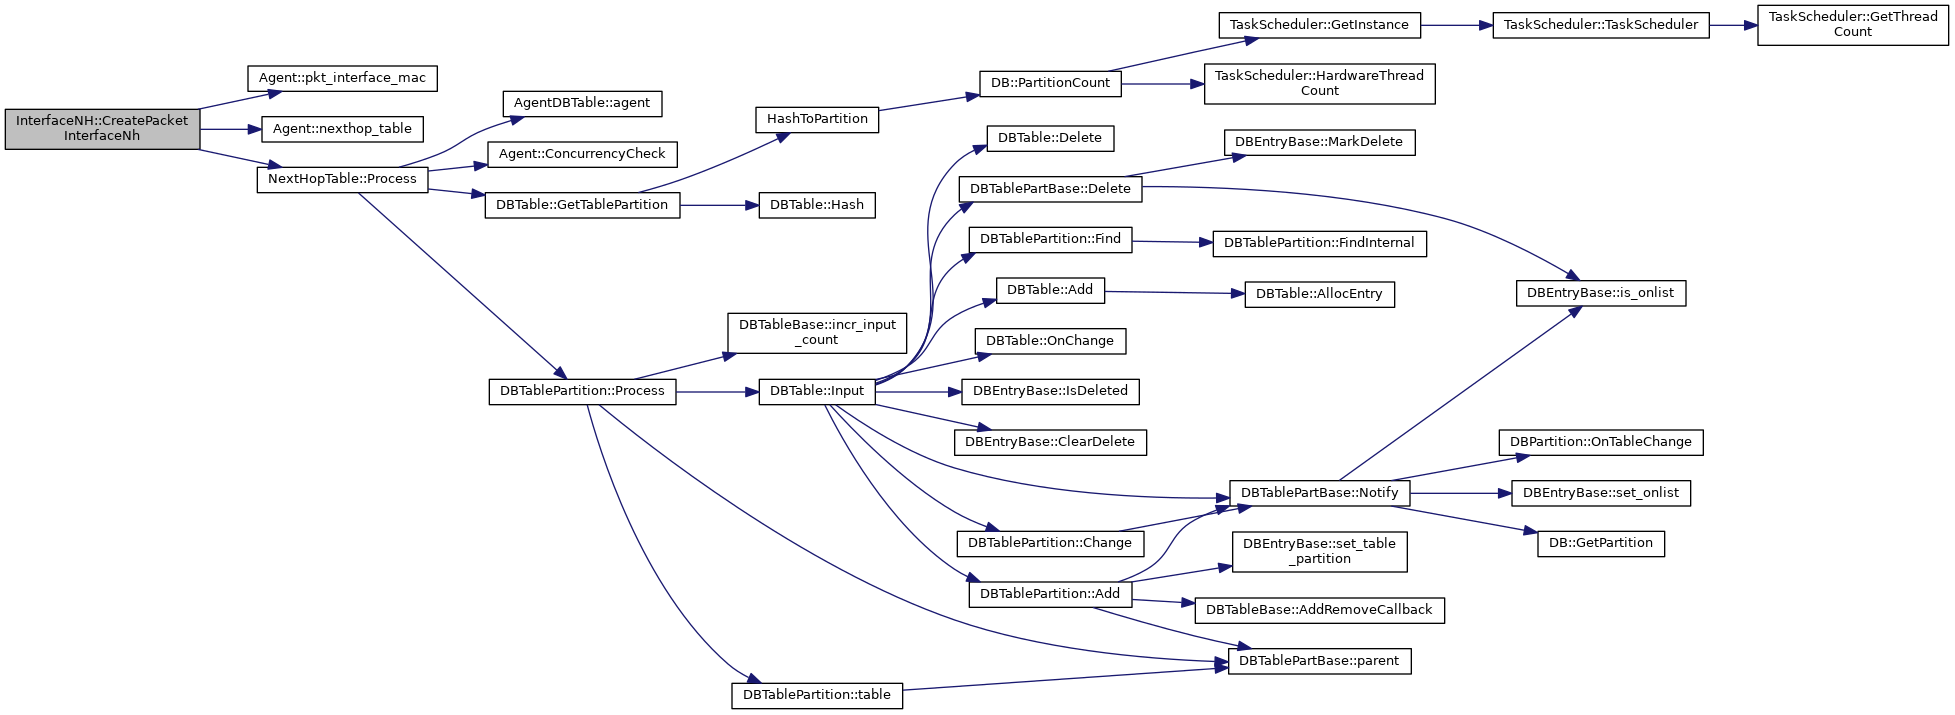 InterfaceNH::CreatePacket
InterfaceNh
Agent::pkt_interface_mac
Agent::nexthop_table
NextHopTable::Process
AgentDBTable::agent
Agent::ConcurrencyCheck
DBTable::GetTablePartition
HashToPartition
DBTable::Hash
DB::PartitionCount
TaskScheduler::GetInstance
TaskScheduler::TaskScheduler
TaskScheduler::GetThread
Count
TaskScheduler::HardwareThread
Count
DBTablePartition::Process
DBTableBase::incr_input
_count
DBTable::Input
DBTable::Delete
DBTablePartBase::Delete
DBEntryBase::MarkDelete
DBTablePartition::Find
DBTablePartition::FindInternal
DBTable::Add
DBTable::AllocEntry
DBTable::OnChange
DBEntryBase::IsDeleted
DBEntryBase::ClearDelete
DBEntryBase::is_onlist
DBTablePartBase::Notify
DBPartition::OnTableChange
DBEntryBase::set_onlist
DB::GetPartition
DBTablePartition::Change
DBTablePartition::Add
DBEntryBase::set_table
_partition
DBTableBase::AddRemoveCallback
DBTablePartBase::parent
DBTablePartition::table